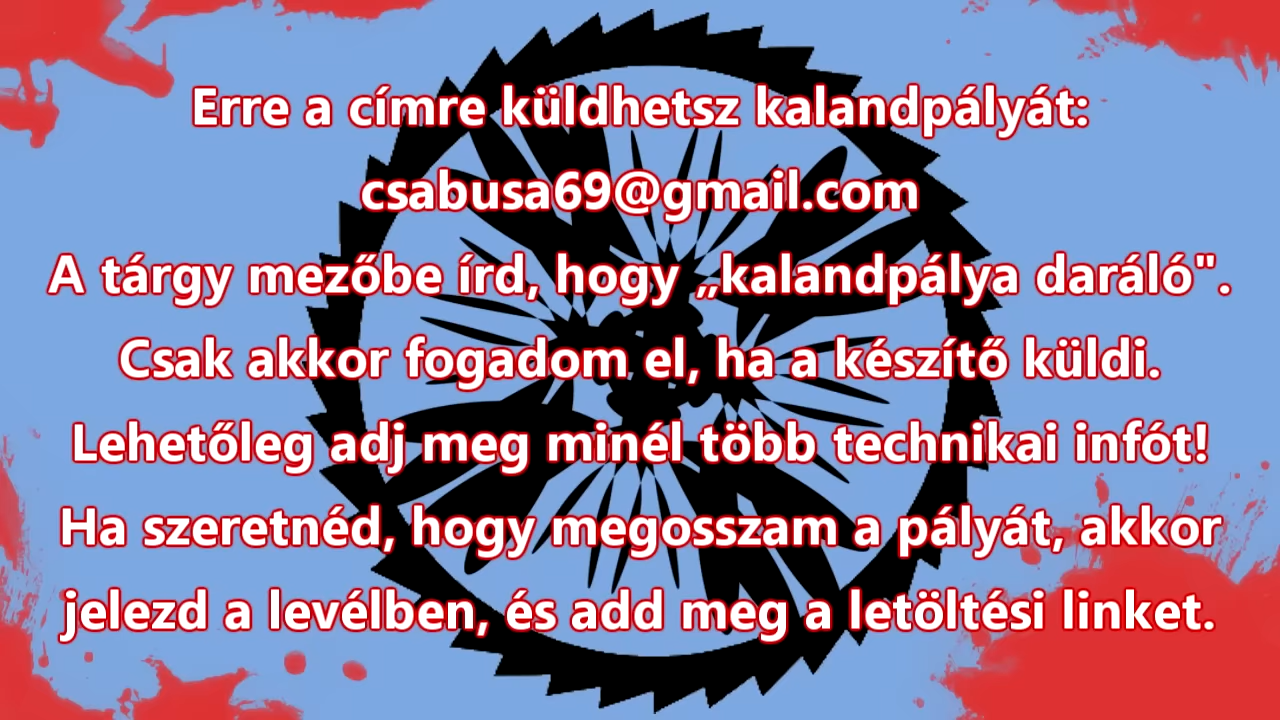 Erre a címre küldhetsz kalandpályát:
csabusa69@gmail.com
A tárgy mezőbe írd, hogy „kalandpálya daráló".
Csak akkor fogadom el, ha a készítő küldi.
Lehetőleg adj meg minél több technikai infót!
Ha szeretnéd, hogy megosszam a pályát, akkor
jelezd a levélben, és add meg a letöltési linket.